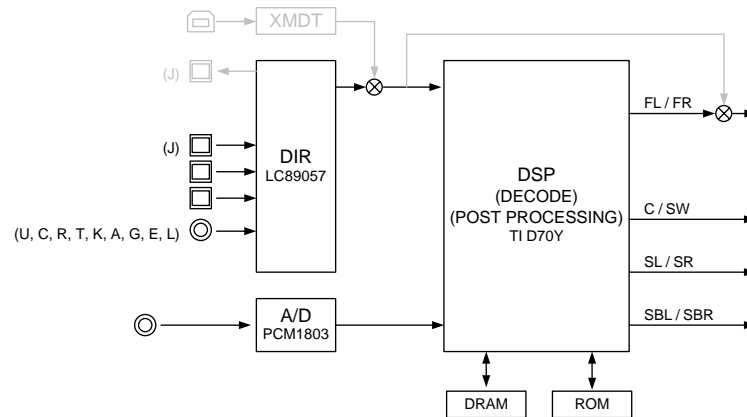 XMDT
(J)
(J)
DIR
LC89057
(U, C, R, T, K, A, G, E, L)
A/D
PCM1803
DSP
(DECODE)
(POST PROCESSING)
TI D70Y
FL / FR
C / SW
SL / SR
SBL / SBR
DRAM
ROM